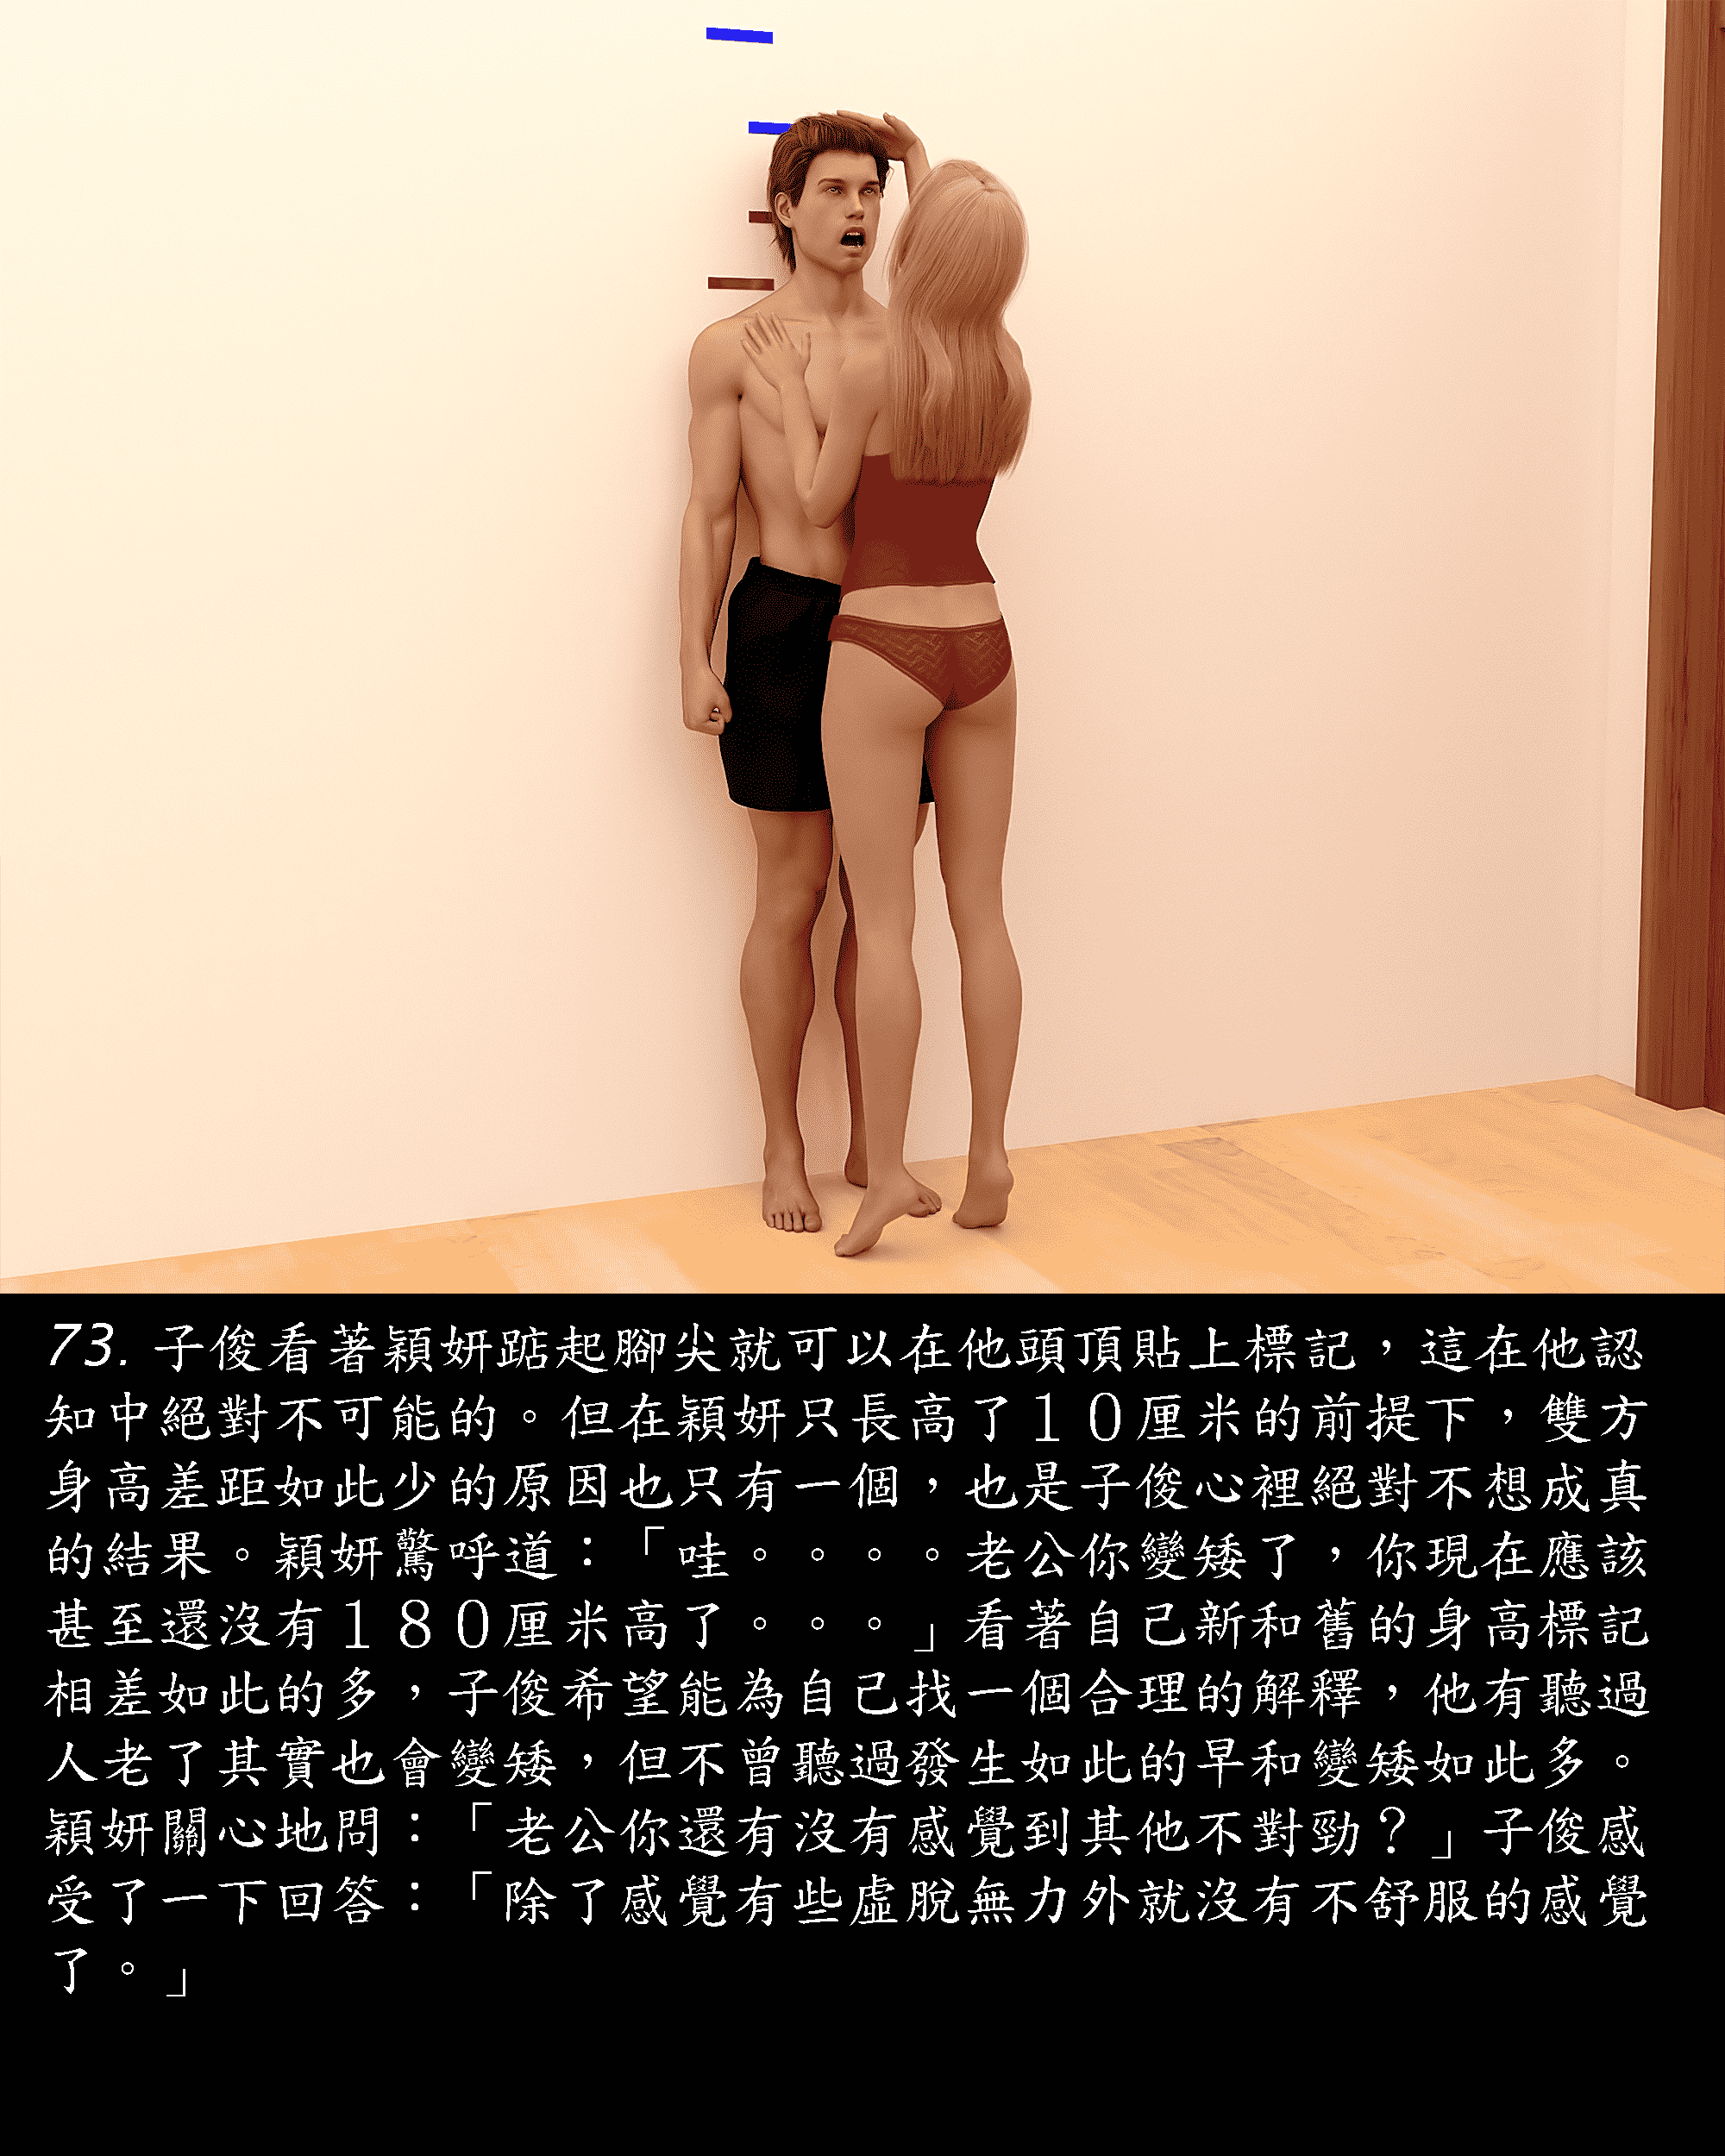 73. 子俊看著穎妍踮起腳尖就可以在他頭頂貼上標記，這在他認
知中絕對不可能的。但在穎妍只長高了１０厘米的前提下，雙方
身高差距如此少的原因也只有一個，也是子俊心裡絕對不想成真
的結果。穎妍驚呼道：「哇。。。。老公你變矮了，你現在應該
甚至還沒有１８０厘米高了。。。」看著自己新和舊的身高標記
相差如此的多，子俊希望能為自己找一個合理的解釋，他有聽過
人老了其實也會變矮，但不曾聽過發生如此的早和變矮如此多。
穎妍關心地問：「老公你還有沒有感覺到其他不對勁？」子俊感
受了一下回答：「除了感覺有些虛脫無力外就沒有不舒服的感覺
了。」